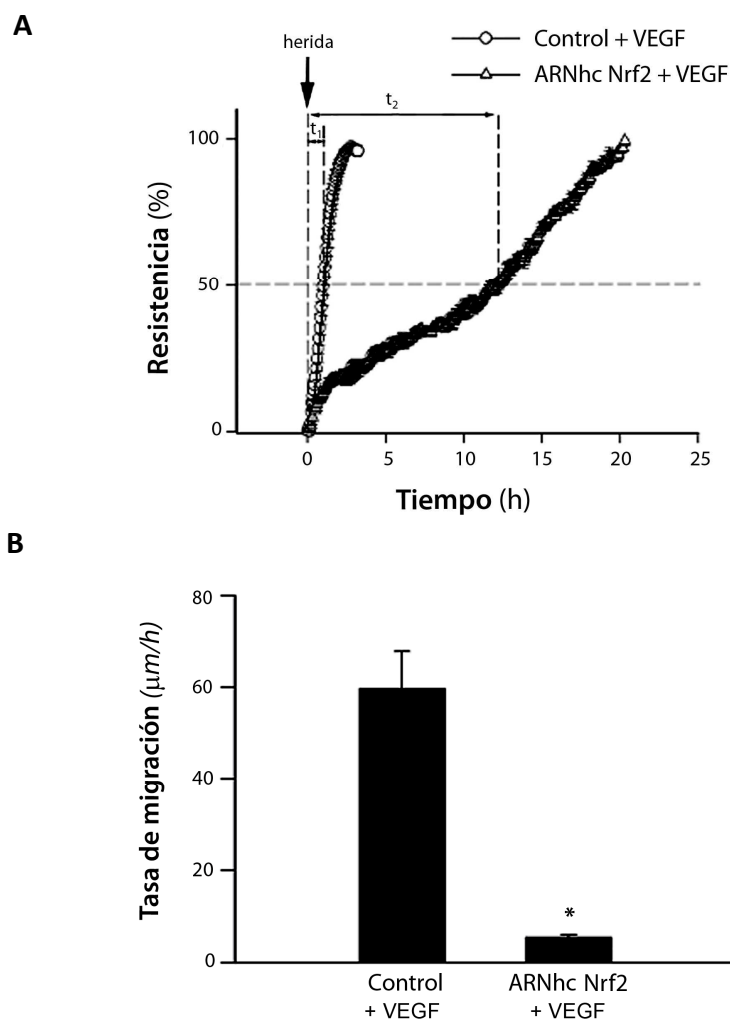 A
herida
Control + VEGF
ARNhc Nrf2 + VEGF
t2
t1
100
50
0
Resistenicia (%)
0 5 10 15 20 25
Tiempo (h)
B
80
60
40
20
0
Tasa de migración (μm/h)
*
Control
+ VEGF
ARNhc Nrf2
+ VEGF